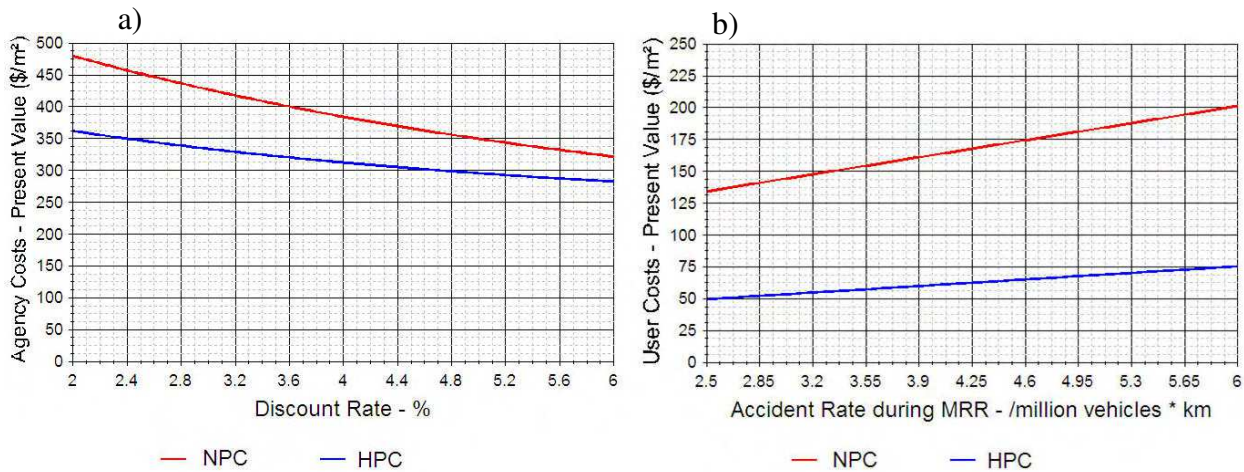 a)
Agency Costs - Present Value ($/m²)
500
450
400
350
300
250
200
150
100
50
0
2 2.4 2.8 3.2 3.6 4 4.4 4.8 5.2 5.6 6
Discount Rate - %
NPC HPC
b)
User Costs - Present Value ($/m²)
250
225
200
175
150
125
100
75
50
25
0
2.5 2.85 3.2 3.55 3.9 4.25 4.6 4.95 5.3 5.65 6
Accident Rate during MRR - /million vehicles * km
NPC HPC